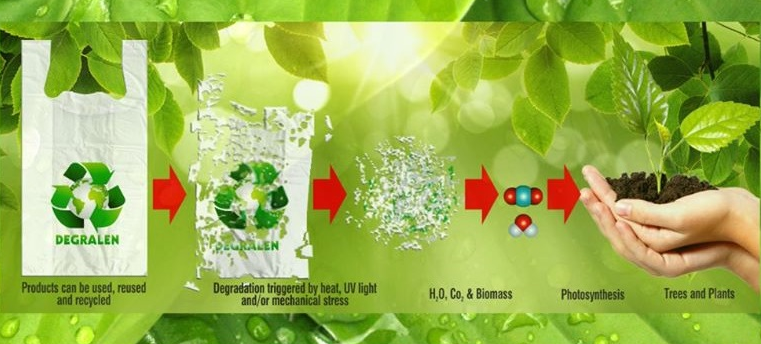 DEGRALEN
DEGRALEN
Products can be used, reused
and recycled
Degradation triggered by heat, UV light
and/or mechanical stress
H₂O, Co₂ & Biomass
Photosynthesis
Trees and Plants